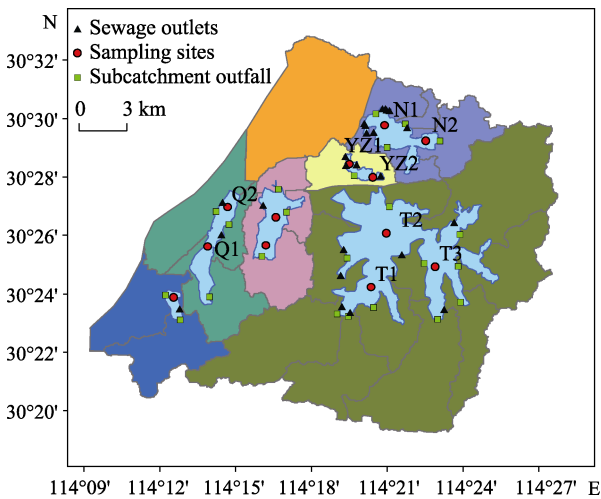 N
Sewage outlets
Sampling sites
Subcatchment outfall
0 3 km
30°32'
30°30'
30°28'
30°26'
30°24'
30°22'
30°20'
N1
N2
YZ1
YZ2
Q2
Q1
T2
T3
T1
114°09' 114°12' 114°15' 114°18' 114°21' 114°24' 114°27' E